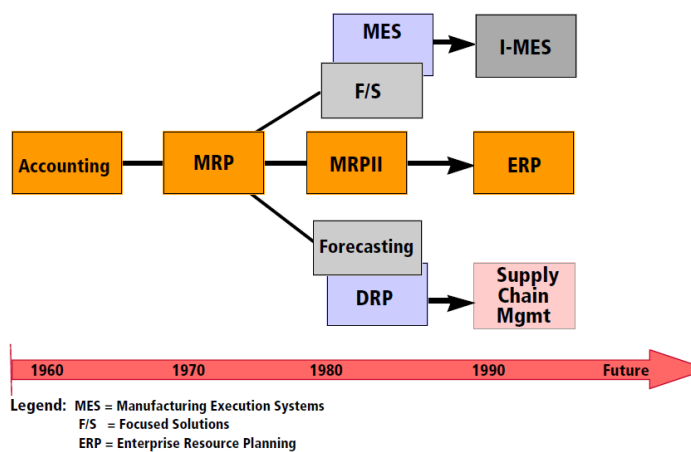 MES
I-MES
F/S
Accounting
MRP
MRPII
ERP
Forecasting
DRP
Supply
Chain
Mgmt
1960 1970 1980 1990 Future
Legend: MES = Manufacturing Execution Systems
F/S = Focused Solutions
ERP = Enterprise Resource Planning